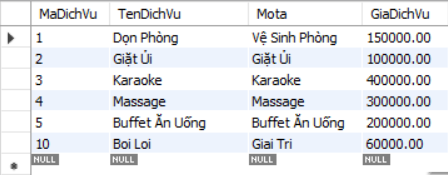 MaDichVu TenDichVu Mota GiaDichVu
1 Dọn Phòng Vệ Sinh Phòng 150000.00
2 Giặt Ủi Giặt Ủi 100000.00
3 Karaoke Karaoke 400000.00
4 Massage Massage 300000.00
5 Buffet Ăn Uống Buffet Ăn Uống 200000.00
10 Boi Loi Giai Tri 60000.00
NULL NULL NULL NULL